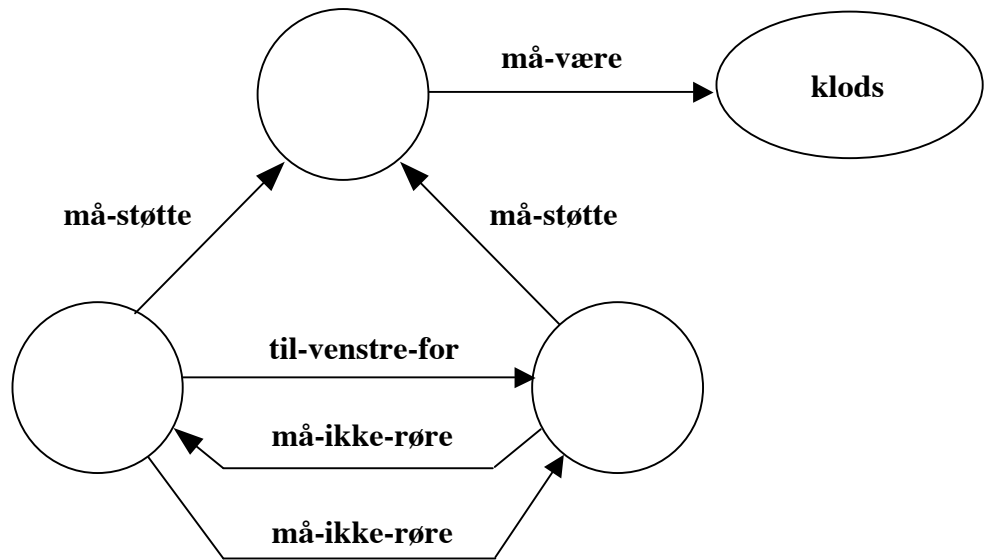 må-være
klods
må-støtte
må-støtte
til-venstre-for
må-ikke-røre
må-ikke-røre